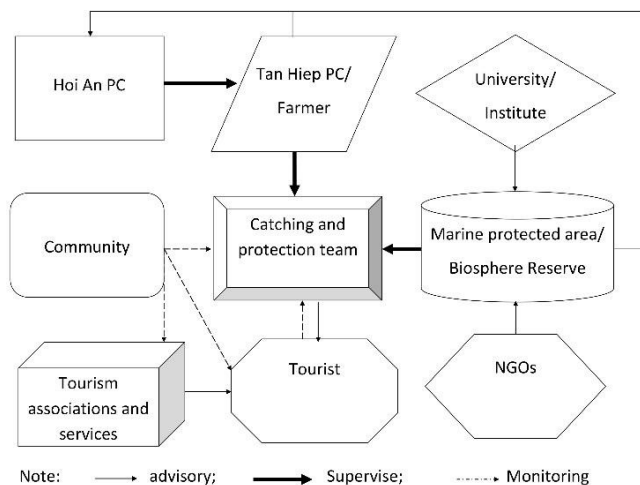 Hoi An PC
Tan Hiep PC/
Farmer
University/
Institute
Community
Catching and
protection team
Marine protected area/
Biosphere Reserve
Tourism
associations and
services
Tourist
NGOs
Note: advisory; Supervise; Monitoring